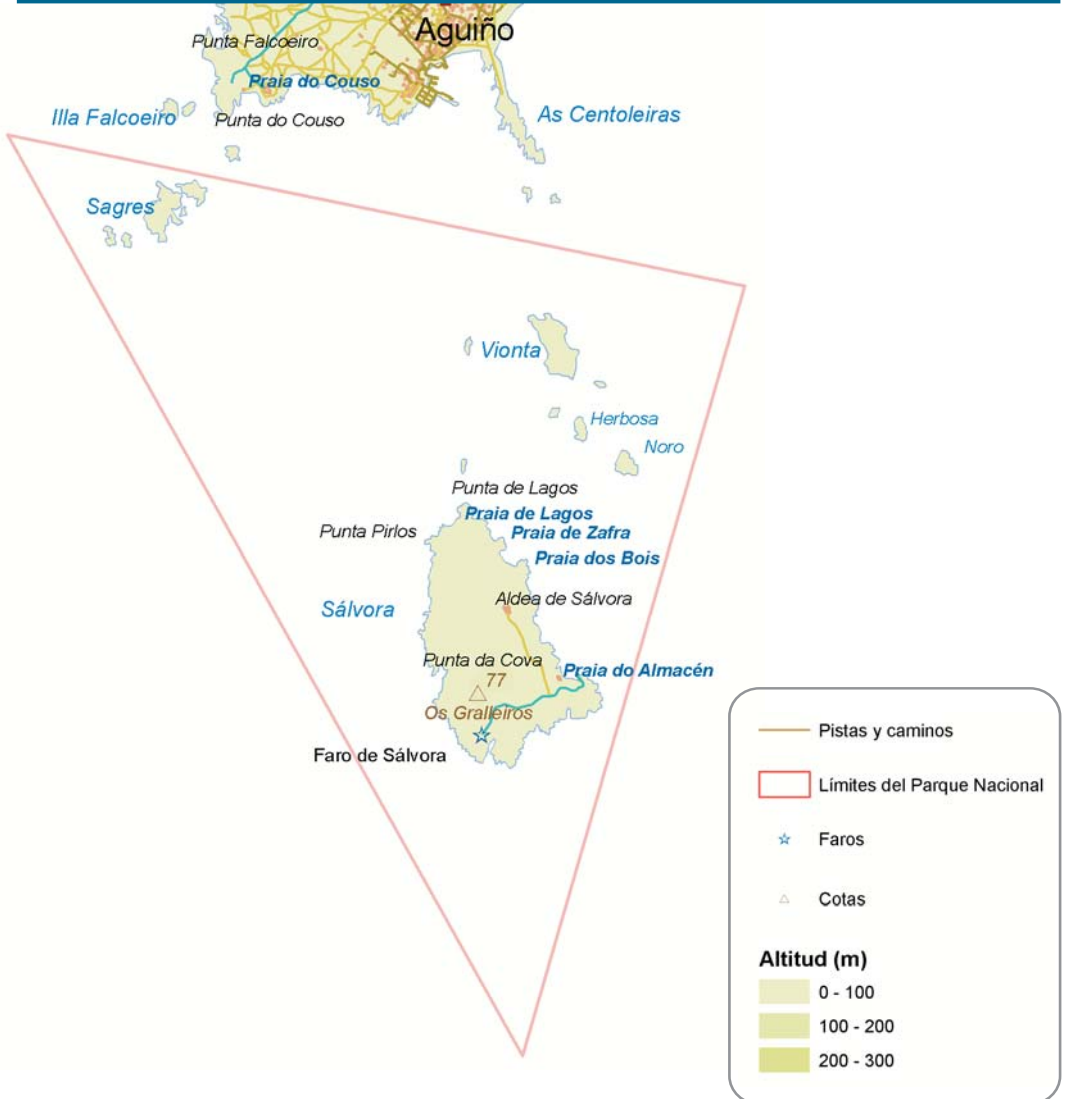 Aguiño
Punta Falcoeiro
Praia do Couso
Illa Falcoeiro
Punta do Couso
As Centoleiras
Sagres
Vionta
Herbosa
Noro
Punta de Lagos
Praia de Lagos
Punta Pirlos
Praia de Zafra
Praia dos Bois
Sálvora
Aldea de Sálvora
Punta da Cova
Praia do Almacén
77
Os Gralleiros
Faro de Sálvora
Pistas y caminos
Límites del Parque Nacional
Faros
Cotas
Altitud (m)
0 - 100
100 - 200
200 - 300